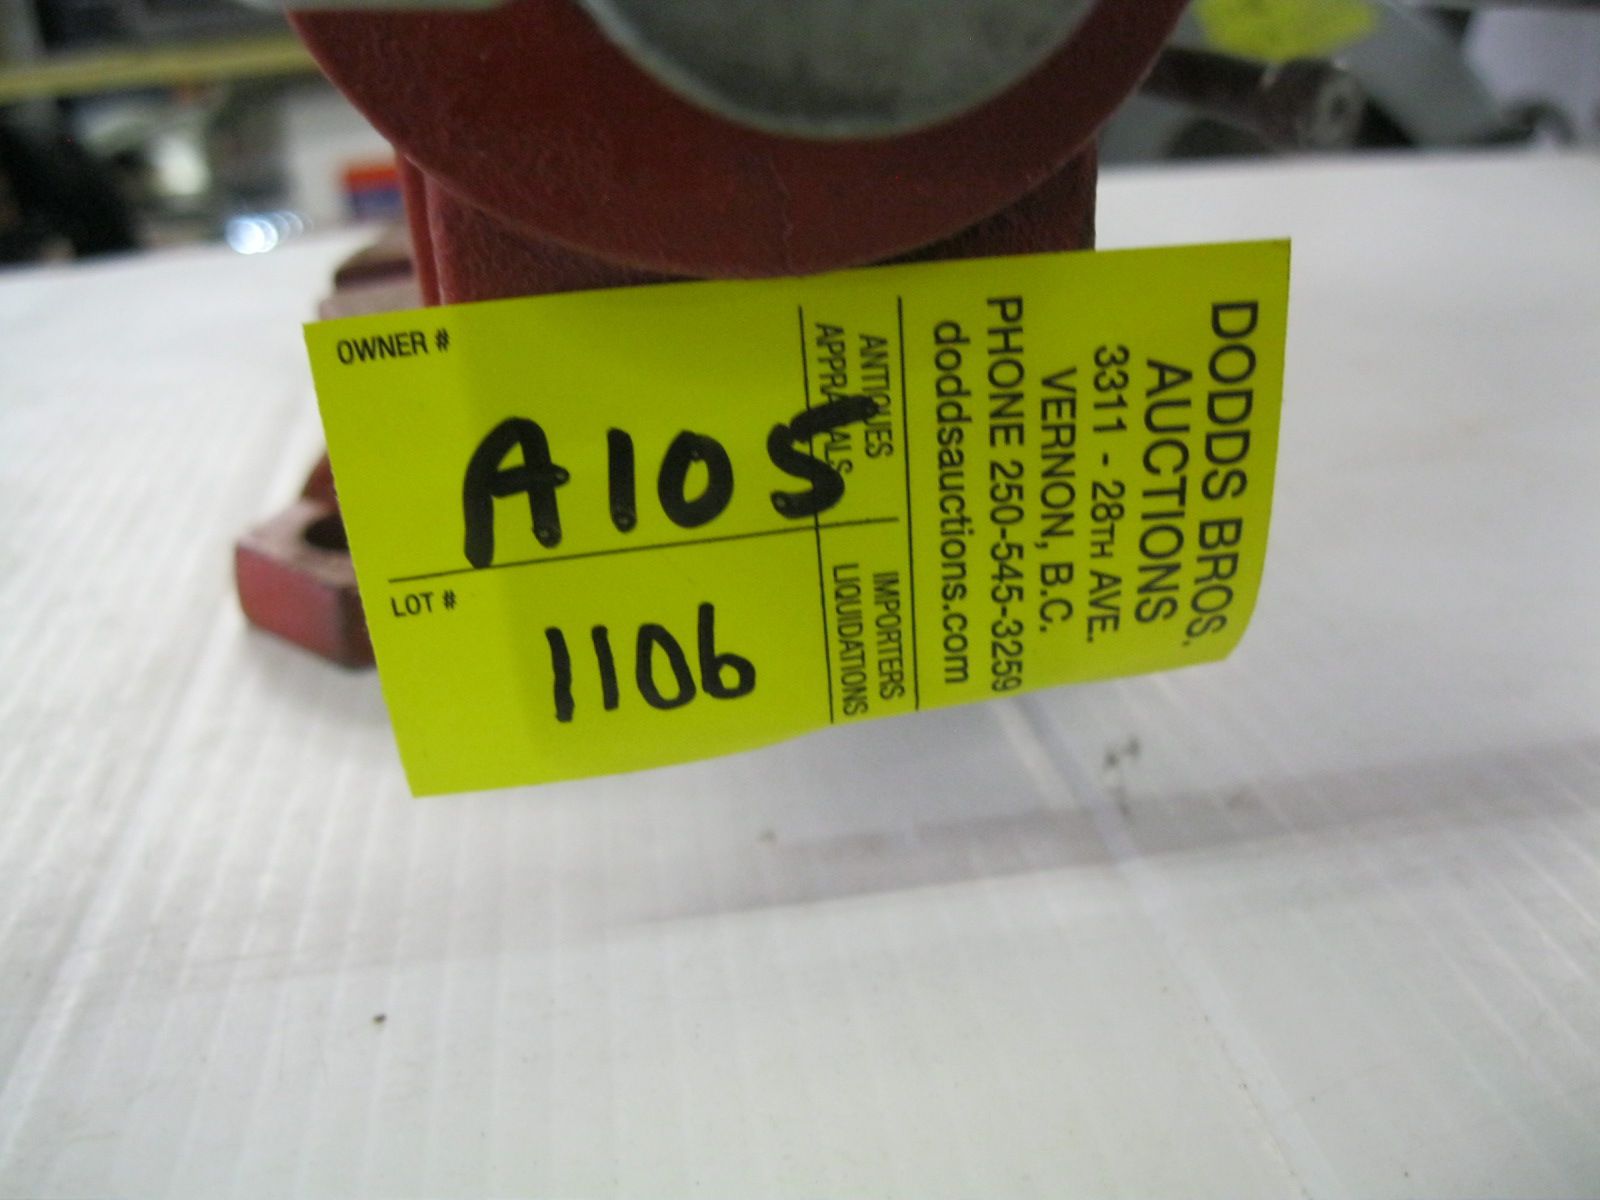 OWNER #
A105
LOT #
1106
ANTIQUES
APPRAISALS
IMPORTERS
LIQUIDATIONS
DODDS BROS.
AUCTIONS
3311 - 28TH AVE.
VERNON, B.C.
PHONE 250-545-3259
doddsauctions.com